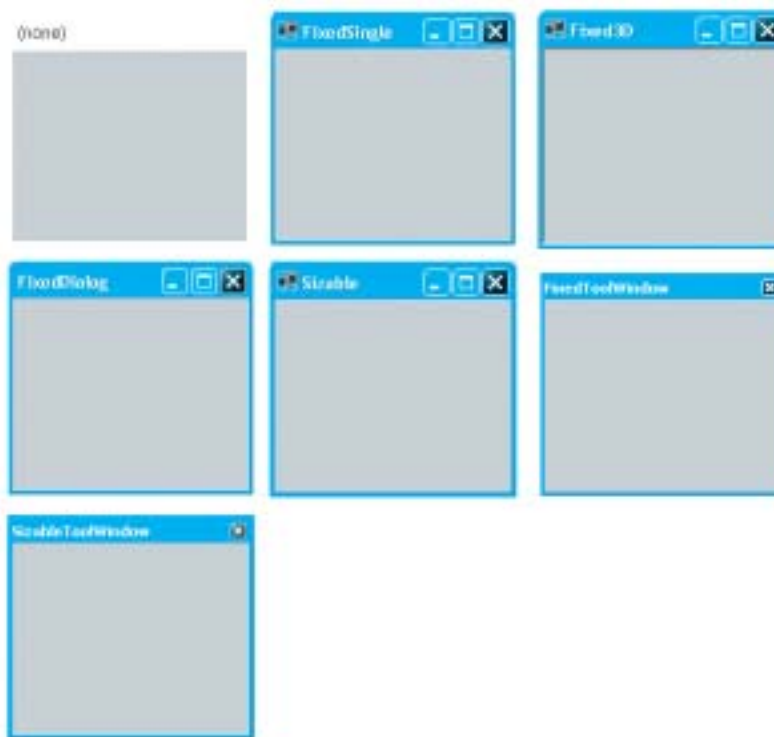 (none)
FixedSingle
Fixed3D
FixedDialog
Sizable
FixedToolWindow
SizableToolWindow